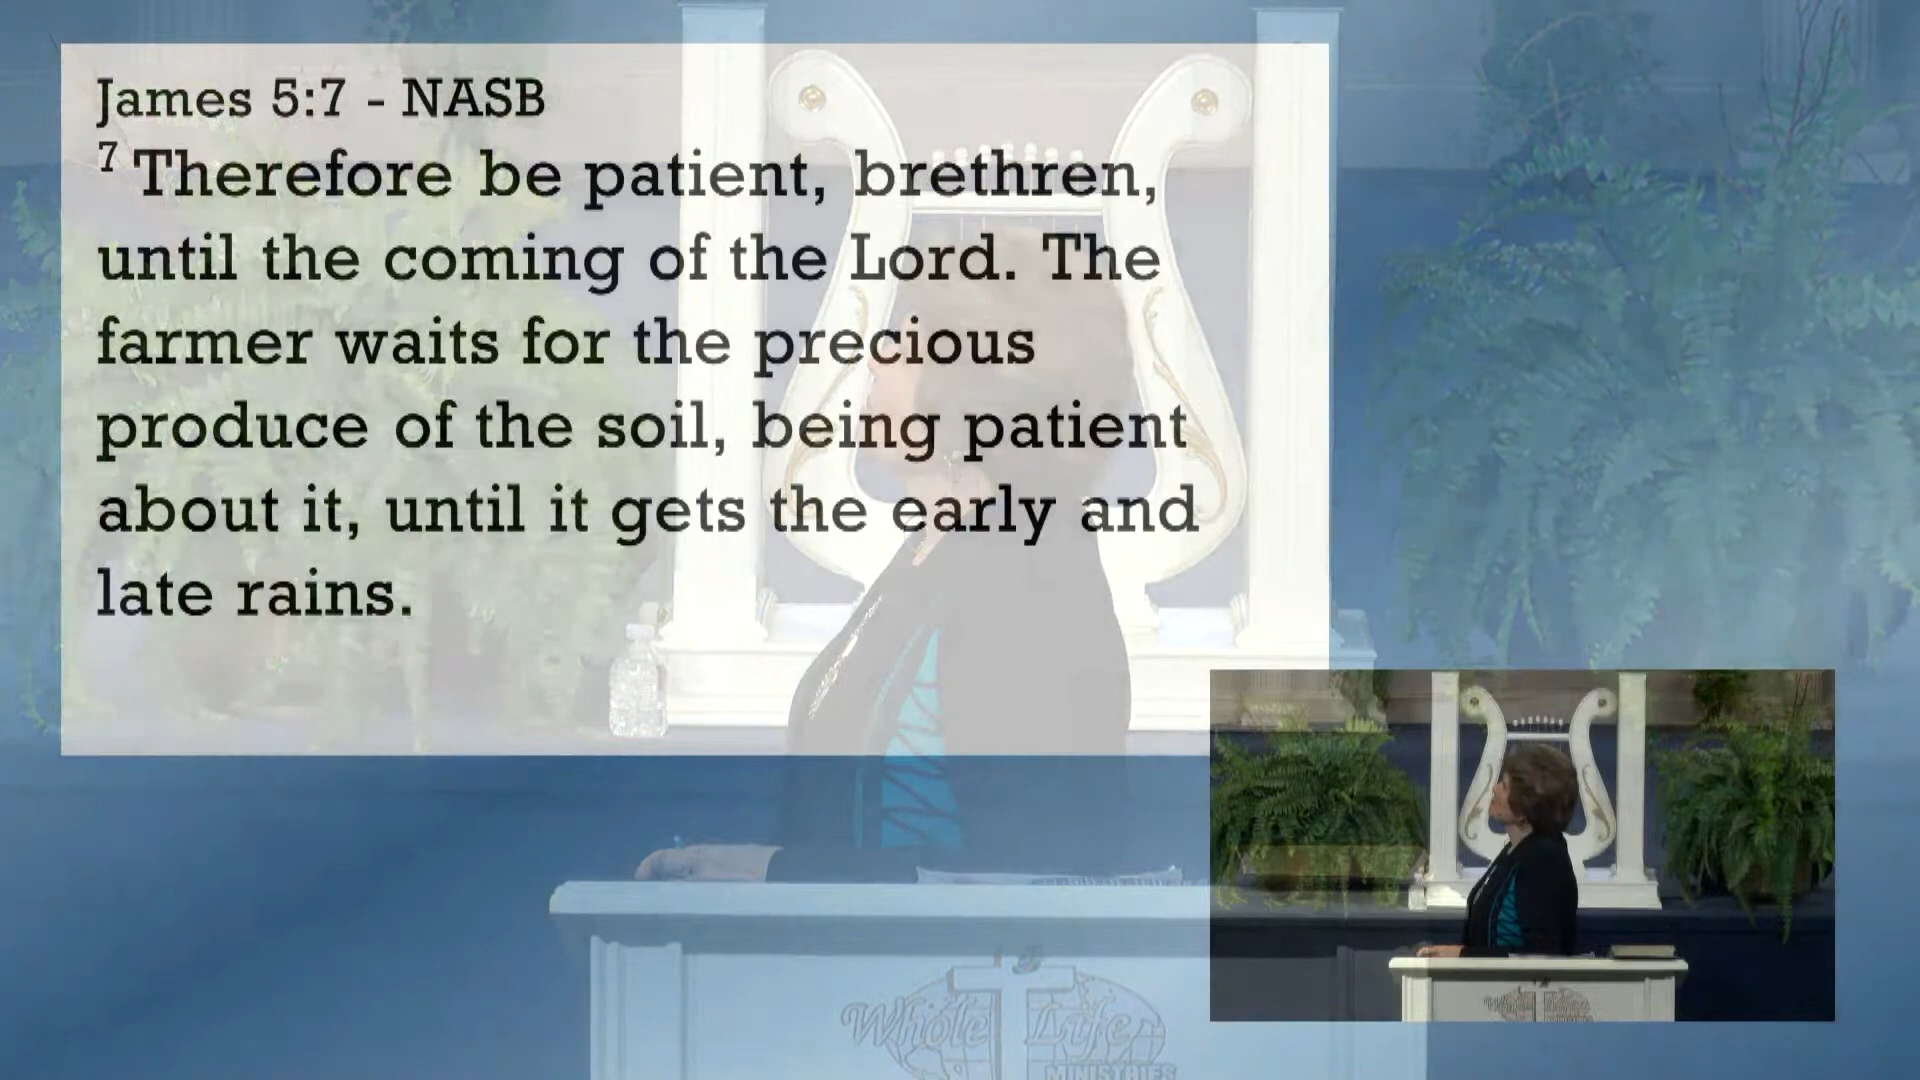 James 5:7 - NASB
7 Therefore be patient, brethren,
until the coming of the Lord. The
farmer waits for the precious
produce of the soil, being patient
about it, until it gets the early and
late rains.
Whole Life
MINISTRIES